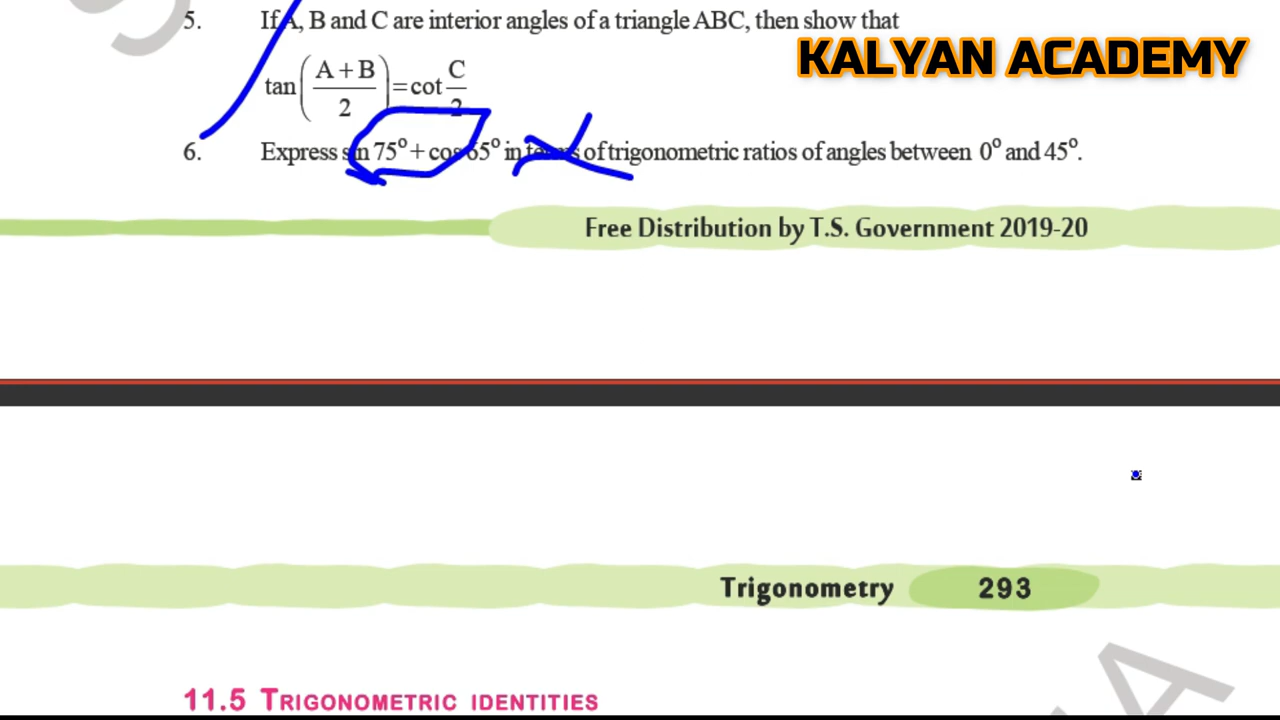 5. If A, B and C are interior angles of a triangle ABC, then show that
KALYAN ACADEMY
tan((A+B)/2)=cot C/2
6. Express sin 75° + cos 65° in terms of trigonometric ratios of angles between 0° and 45°.
Free Distribution by T.S. Government 2019-20
Trigonometry 293
A
11.5 TRIGONOMETRIC IDENTITIES